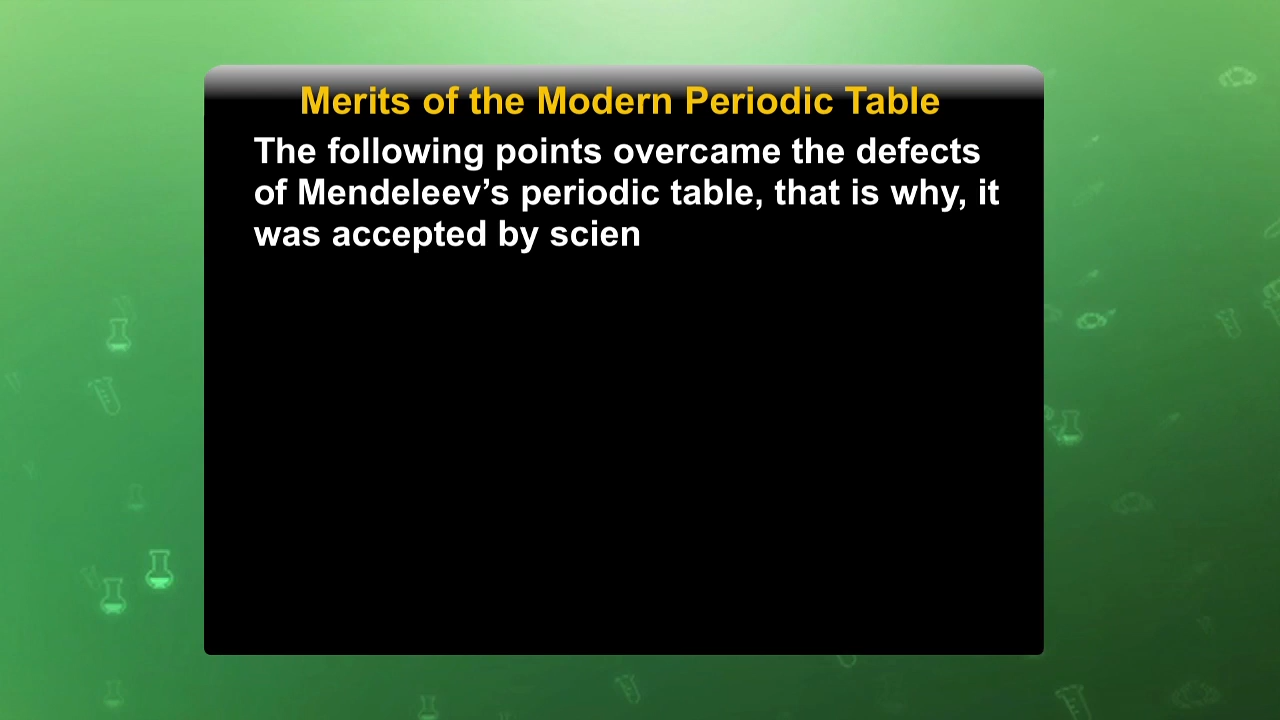 Merits of the Modern Periodic Table
The following points overcame the defects
of Mendeleev’s periodic table, that is why, it
was accepted by scien